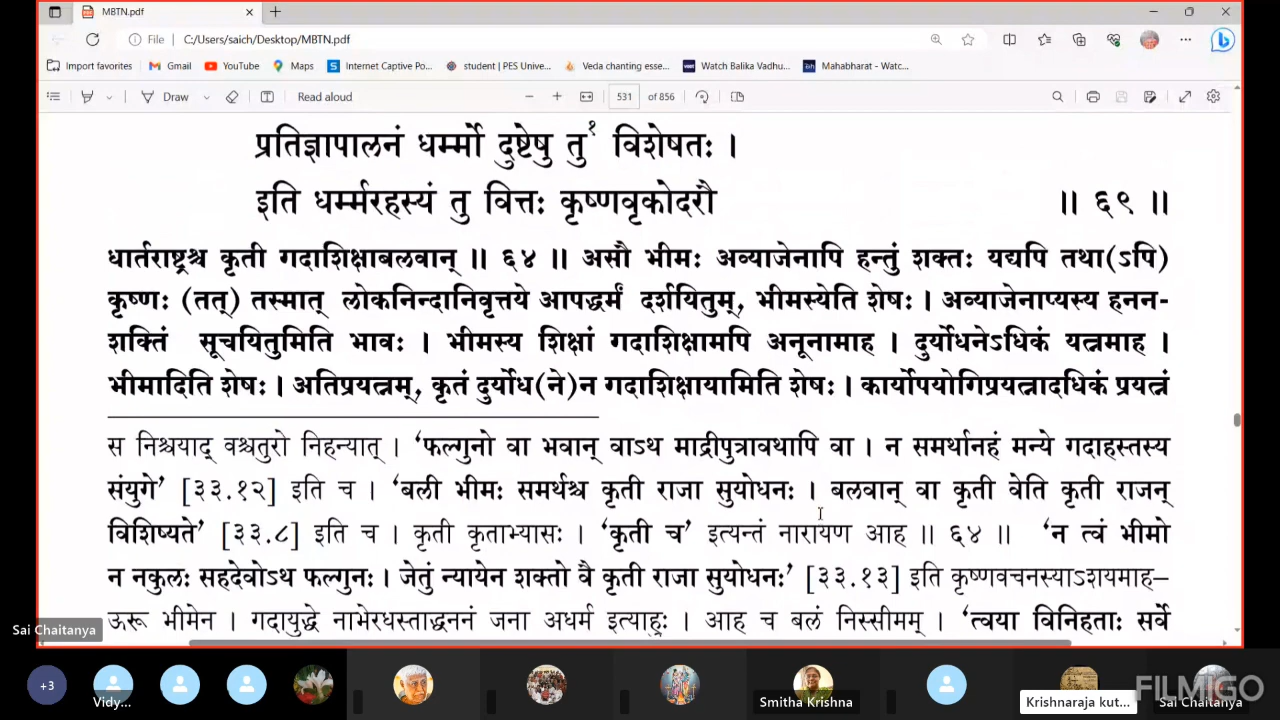 MBTN.pdf
File C:/Users/saich/Desktop/MBTN.pdf
Import favorites Gmail YouTube Maps Internet Captive Po... student | PES Unive... Veda chanting esse... Watch Balika Vadhu... Mahabharat - Watc...
Draw Read aloud 531 of 856
प्रतिज्ञापालनं धर्म्मो दुष्टेषु तु१ विशेषतः ।
इति धर्म्मरहस्यं तु वित्तः कृष्णवृकोदरौ ॥ ६९ ॥
धार्तराष्ट्रश्च कृती गदाशिक्षाबलवान् ॥ ६४ ॥ असौ भीमः अव्याजेनापि हन्तुं शक्तः यद्यपि तथा(ऽपि)
कृष्णः (तत्) तस्मात् लोकनिन्दानिवृत्तये आपद्धर्मं दर्शयितुम्, भीमस्येति शेषः । अव्याजेनाप्यस्य हनन-
शक्तिं सूचयितुमिति भावः । भीमस्य शिक्षां गदाशिक्षामपि अनूनामाह । दुर्योधनेऽधिकं यत्नमाह ।
भीमादिति शेषः । अतिप्रयत्नम्, कृतं दुर्योध(ने)न गदाशिक्षायामिति शेषः । कार्योपयोगिप्रयत्नादधिकं प्रयत्नं
स निश्चयाद् वश्चतुरो निहन्यात् । ‘फल्गुनो वा भवान् वाऽथ माद्रीपुत्रावथापि वा । न समर्थानहं मन्ये गदाहस्तस्य
संयुगे’ [३३.१२] इति च । ‘बली भीमः समर्थश्च कृती राजा सुयोधनः । बलवान् वा कृती वेति कृती राजन्
विशिष्यते’ [३३.८] इति च । कृती कृताभ्यासः । ‘कृती च’ इत्यन्तं नारायण आह ॥ ६४ ॥ ‘न त्वं भीमो
न नकुलः सहदेवोऽथ फल्गुनः । जेतुं न्यायेन शक्तो वै कृती राजा सुयोधनः’ [३३.१३] इति कृष्णवचनस्याऽशयमाह–
ऊरू भीमेन । गदायुद्धे नाभेरधस्ताद्धननं जना अधर्म इत्याहुः । आह च बलं निस्सीमम् । ‘त्वया विनिहताः सर्वे
Sai Chaitanya
+3 Vidy... Smitha Krishna Krishnaraja kut... Sai Chaitanya
FILMIGO